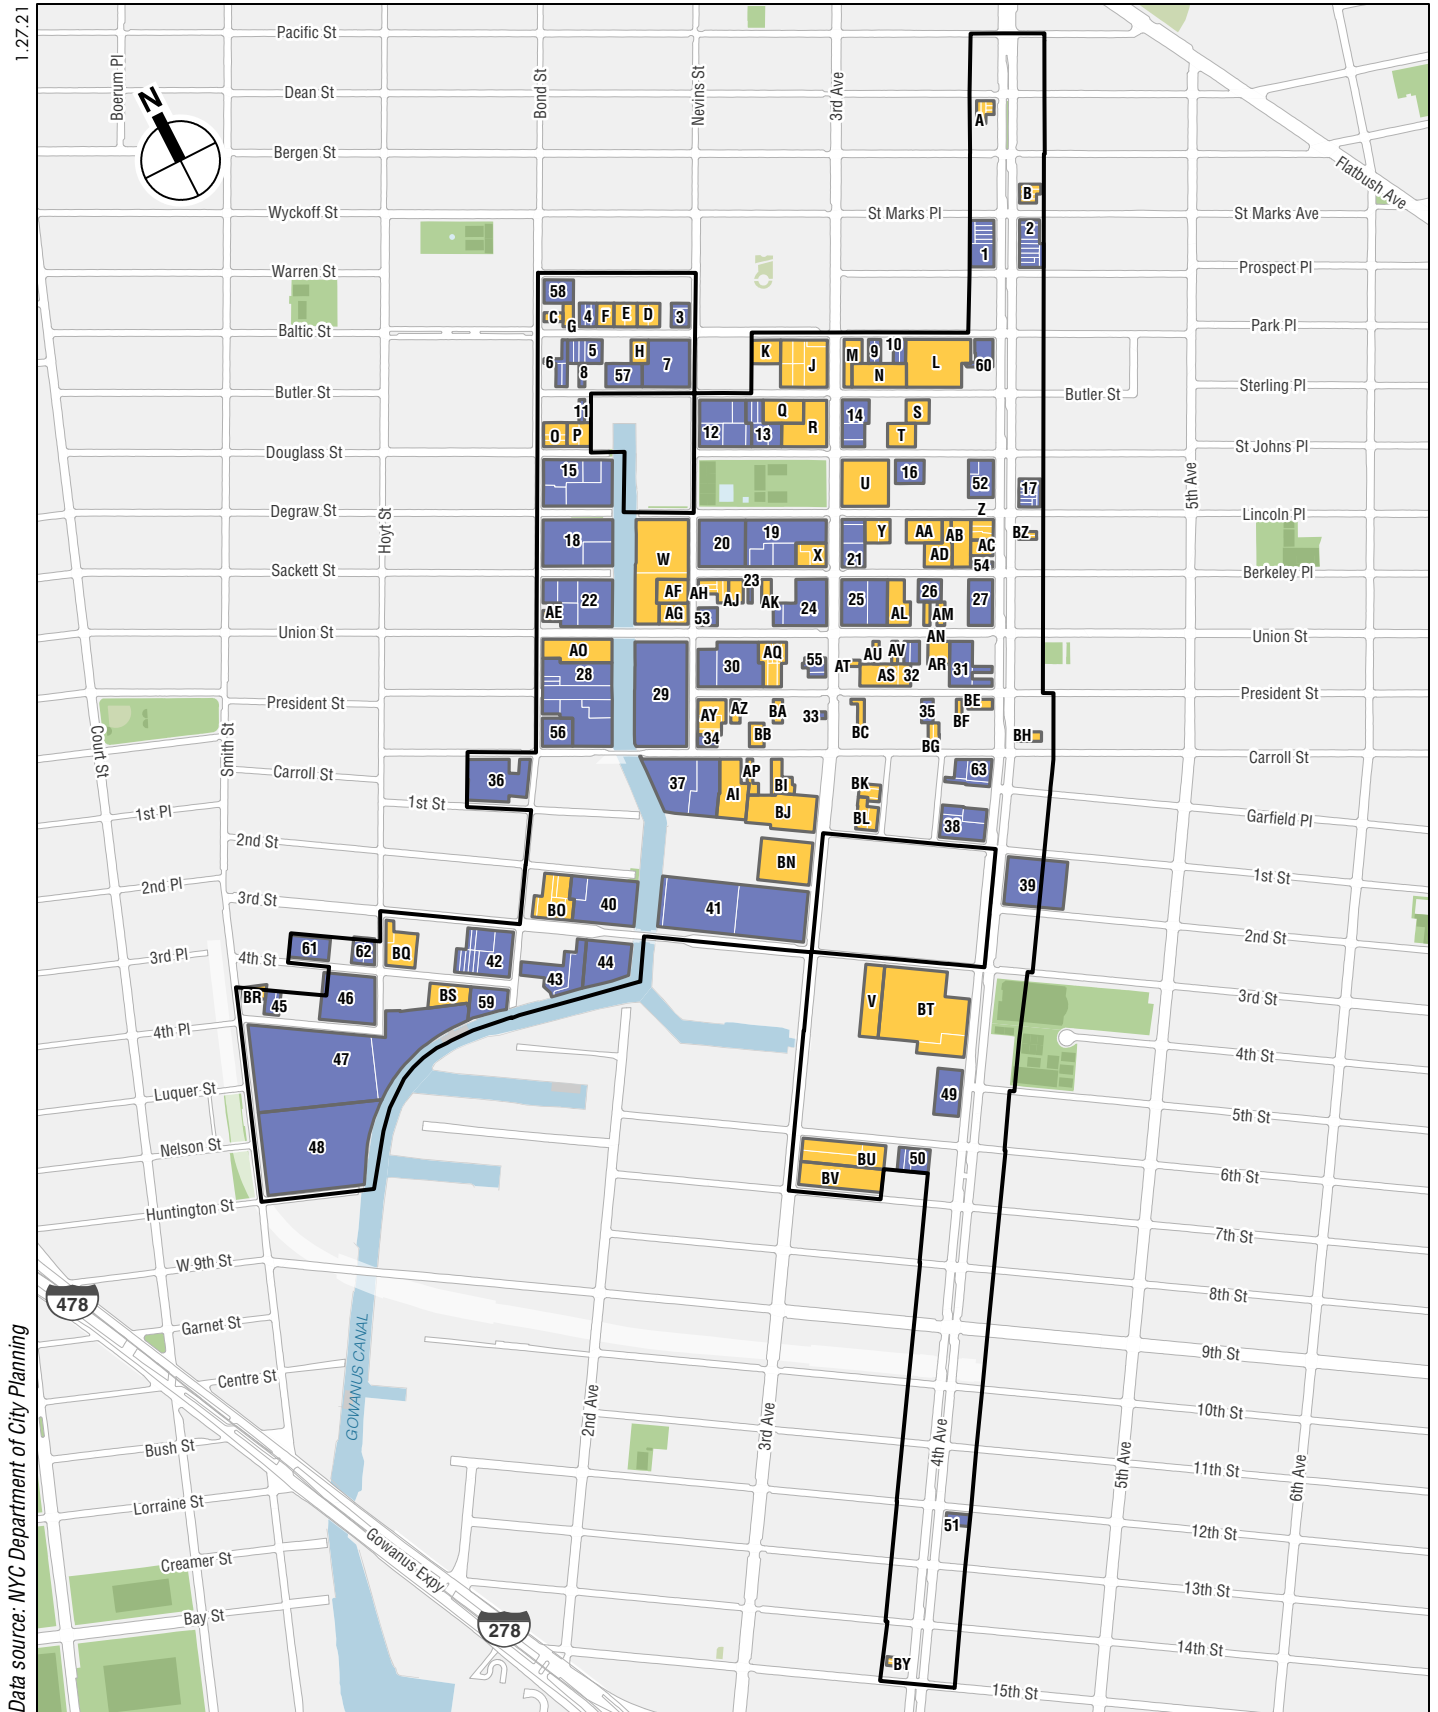 1.27.21
Pacific St
Boerum Pl
Dean St
Bond St
Nevins St
3rd Ave
N
A
Bergen St
Flatbush Ave
B
Wyckoff St
St Marks Pl
St Marks Ave
1
2
Warren St
Prospect Pl
58
C
G
4
F
E
D
3
Baltic St
Park Pl
6
5
H
7
8
57
K
J
M
9
10
N
L
60
Butler St
Butler St
Sterling Pl
11
O
P
12
13
Q
R
14
S
T
Douglass St
St Johns Pl
15
U
16
52
17
5th Ave
Z
Degraw St
Lincoln Pl
Hoyt St
18
W
20
19
X
21
Y
AA
AB
AD
AC
54
BZ
Sackett St
Berkeley Pl
AE
22
AF
AG
AH
AJ
23
AK
53
24
25
AL
26
AM
27
Union St
AN
Union St
AO
28
29
30
AQ
55
AT
AU
AV
AS
32
AR
31
President St
President St
56
AY
34
AZ
BA
BB
33
BC
35
BG
BF
BE
BH
Court St
Smith St
Carroll St
Carroll St
36
37
AI
AP
BI
BJ
BK
BL
63
38
1st St
1st Pl
Garfield Pl
2nd St
BN
39
1st St
2nd Pl
3rd St
BO
40
41
2nd St
61
62
BQ
42
43
44
3rd Pl
4th St
BR
45
46
BS
59
V
BT
3rd St
4th Pl
47
4th St
Luquer St
49
5th St
Nelson St
48
BU
BV
50
6th St
Huntington St
7th St
W 9th St
478
8th St
Garnet St
GOWANUS CANAL
9th St
Centre St
2nd Ave
3rd Ave
4th Ave
5th Ave
6th Ave
10th St
Bush St
11th St
Lorraine St
51
12th St
Gowanus Expy
Creamer St
13th St
Bay St
278
14th St
BY
15th St
Data source: NYC Department of City Planning